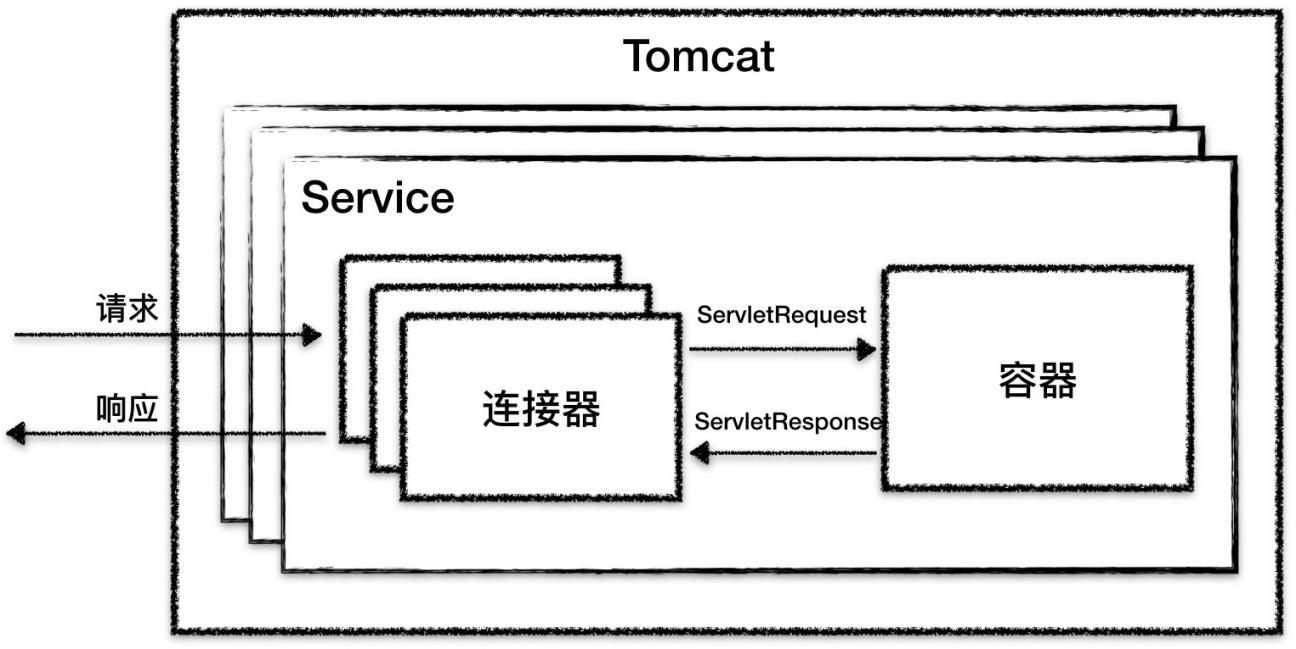 Tomcat
Service
请求
ServletRequest
连接器
容器
响应
ServletResponse